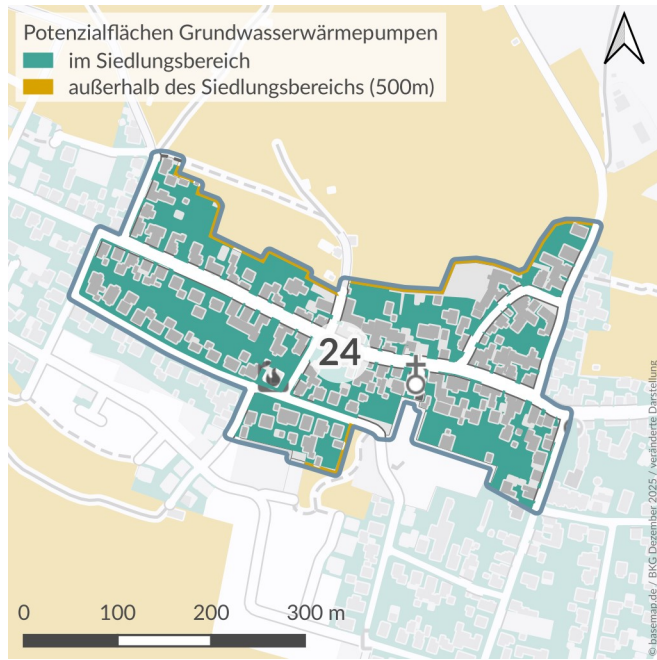 Potenzialflächen Grundwasserwärmepumpen
im Siedlungsbereich
außerhalb des Siedlungsbereichs (500m)
24
0 100 200 300 m
© basemap.de / BKG Dezember 2025 / veränderte Darstellung